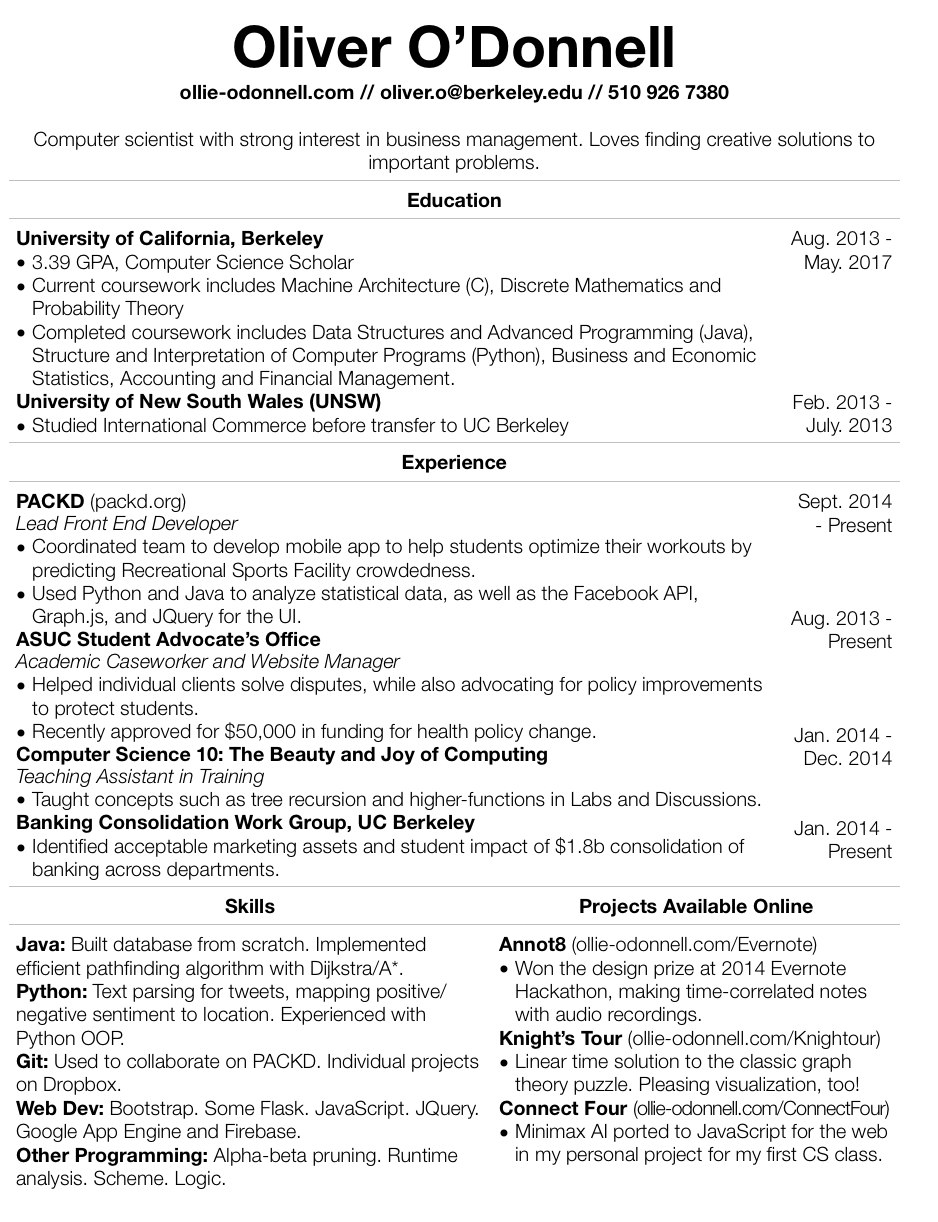 Oliver O’Donnell
ollie-odonnell.com // oliver.o@berkeley.edu // 510 926 7380
Computer scientist with strong interest in business management. Loves finding creative solutions to
important problems.
Education
University of California, Berkeley
Aug. 2013 -
• 3.39 GPA, Computer Science Scholar
May. 2017
• Current coursework includes Machine Architecture (C), Discrete Mathematics and
Probability Theory
• Completed coursework includes Data Structures and Advanced Programming (Java),
Structure and Interpretation of Computer Programs (Python), Business and Economic
Statistics, Accounting and Financial Management.
University of New South Wales (UNSW)
Feb. 2013 -
• Studied International Commerce before transfer to UC Berkeley
July. 2013
Experience
PACKD (packd.org)
Sept. 2014
Lead Front End Developer
- Present
• Coordinated team to develop mobile app to help students optimize their workouts by
predicting Recreational Sports Facility crowdedness.
• Used Python and Java to analyze statistical data, as well as the Facebook API,
Graph.js, and JQuery for the UI.
Aug. 2013 -
ASUC Student Advocate’s Office
Present
Academic Caseworker and Website Manager
• Helped individual clients solve disputes, while also advocating for policy improvements
to protect students.
• Recently approved for $50,000 in funding for health policy change.
Jan. 2014 -
Computer Science 10: The Beauty and Joy of Computing
Dec. 2014
Teaching Assistant in Training
• Taught concepts such as tree recursion and higher-functions in Labs and Discussions.
Banking Consolidation Work Group, UC Berkeley
Jan. 2014 -
• Identified acceptable marketing assets and student impact of $1.8b consolidation of
Present
banking across departments.
Skills
Java: Built database from scratch. Implemented
efficient pathfinding algorithm with Dijkstra/A*.
Python: Text parsing for tweets, mapping positive/
negative sentiment to location. Experienced with
Python OOP.
Git: Used to collaborate on PACKD. Individual projects
on Dropbox.
Web Dev: Bootstrap. Some Flask. JavaScript. JQuery.
Google App Engine and Firebase.
Other Programming: Alpha-beta pruning. Runtime
analysis. Scheme. Logic.
Projects Available Online
Annot8 (ollie-odonnell.com/Evernote)
• Won the design prize at 2014 Evernote
Hackathon, making time-correlated notes
with audio recordings.
Knight’s Tour (ollie-odonnell.com/Knightour)
• Linear time solution to the classic graph
theory puzzle. Pleasing visualization, too!
Connect Four (ollie-odonnell.com/ConnectFour)
• Minimax AI ported to JavaScript for the web
in my personal project for my first CS class.